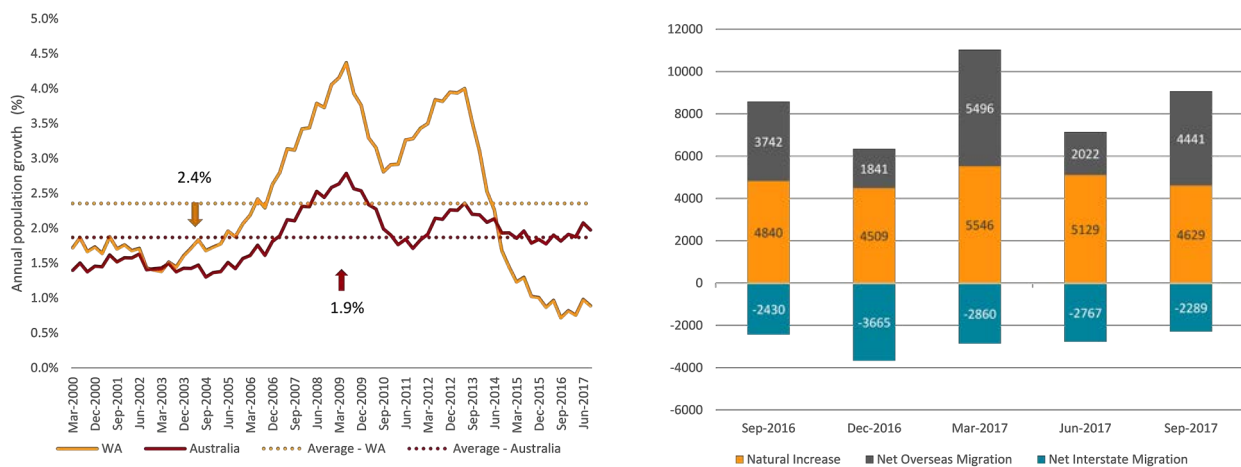 5.0%
4.5%
4.0%
3.5%
3.0%
2.5%
2.0%
1.5%
1.0%
0.5%
0.0%
Annual population growth (%)
2.4%
1.9%
Mar-2000
Dec-2000
Sep-2001
Jun-2002
Mar-2003
Dec-2003
Sep-2004
Jun-2005
Mar-2006
Dec-2006
Sep-2007
Jun-2008
Mar-2009
Dec-2009
Sep-2010
Jun-2011
Mar-2012
Dec-2012
Sep-2013
Jun-2014
Mar-2015
Dec-2015
Sep-2016
Jun-2017
WA Australia Average - WA Average - Australia
12000
10000
8000
6000
4000
2000
0
-2000
-4000
-6000
3742
4840
-2430
1841
4509
-3665
5496
5546
-2860
2022
5129
-2767
4441
4629
-2289
Sep-2016 Dec-2016 Mar-2017 Jun-2017 Sep-2017
Natural Increase Net Overseas Migration Net Interstate Migration